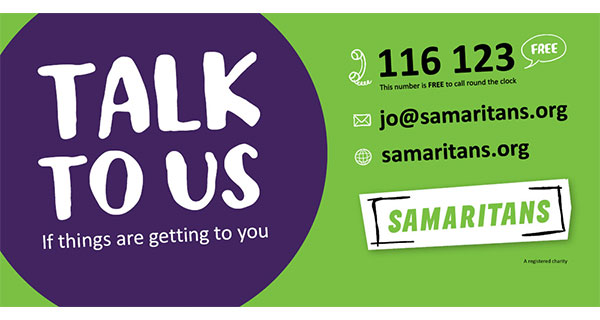 TALK
TO US
If things are getting to you
116 123
FREE
This number is FREE to call round the clock
jo@samaritans.org
samaritans.org
SAMARITANS
A registered charity